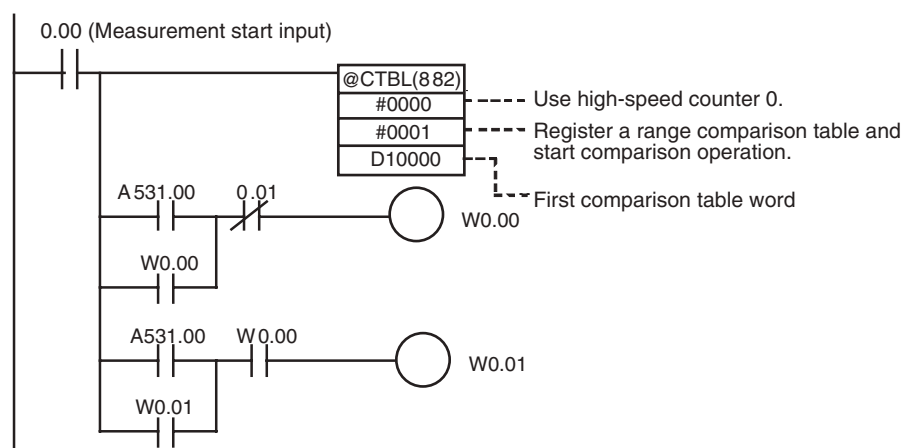 0.00 (Measurement start input)
@CTBL(882)
#0000
Use high-speed counter 0.
#0001
Register a range comparison table and
start comparison operation.
D10000
First comparison table word
A531.00
0.01
W0.00
W0.00
A531.00
W0.00
W0.01
W0.01